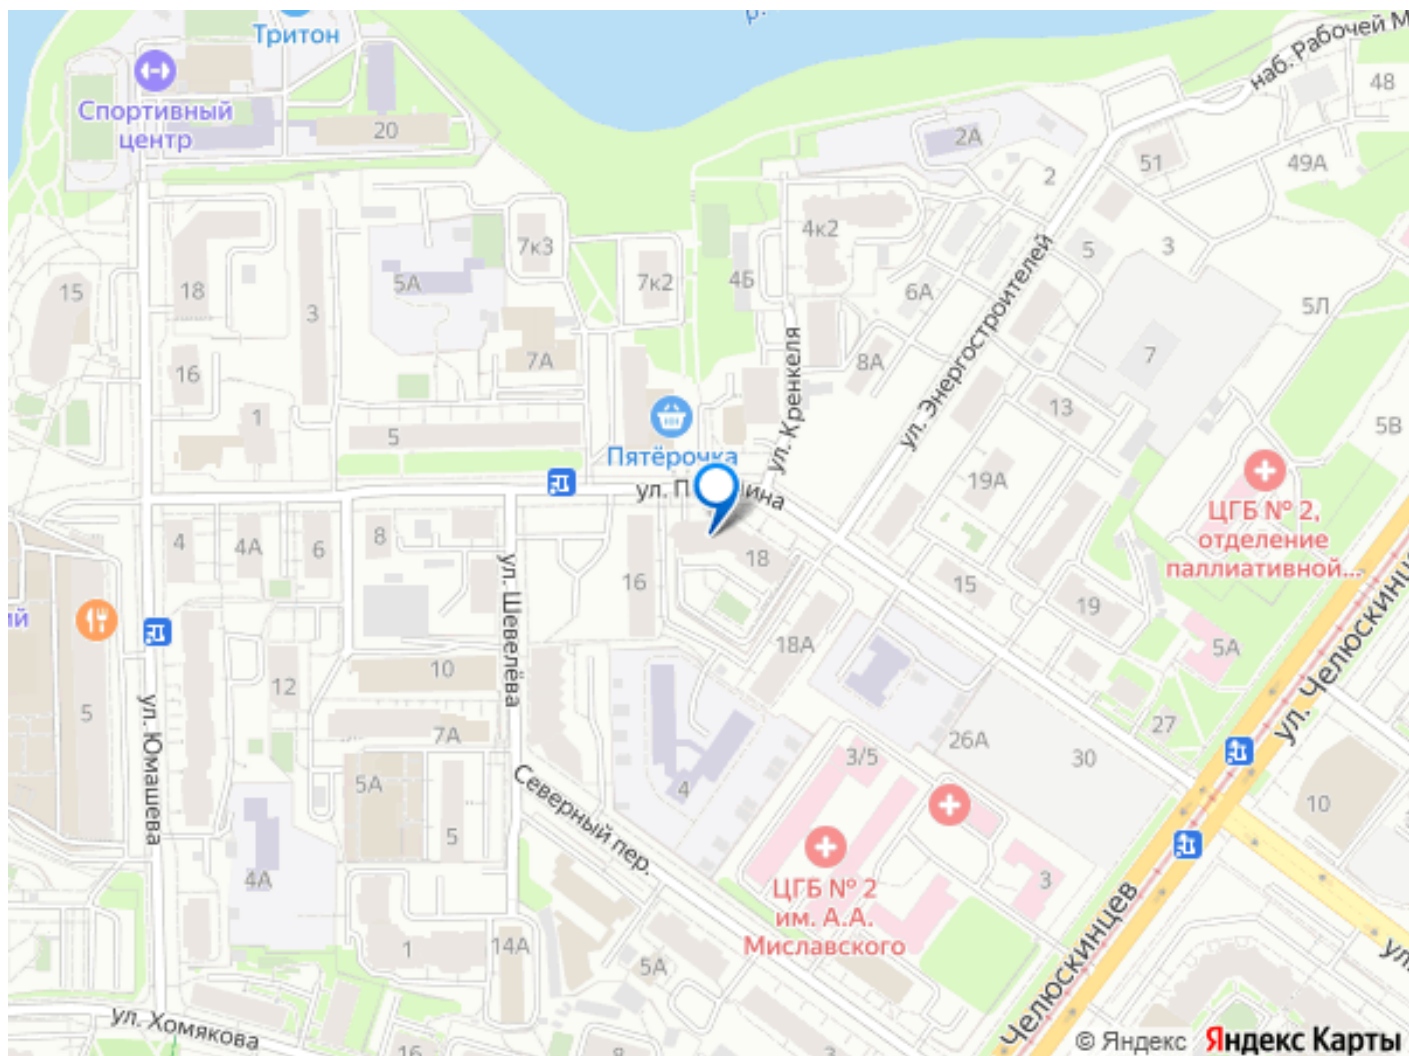 Тритон
р.
наб. Рабочей М
48
Спортивный
центр
20
2А
51
49А
2
4к2
7к3
3
5
5А
7к2
4Б
15
18
3
6А
5Л
ул. Энергостроителей
7
7А
8А
16
ул. Кренкеля
13
1
5
5В
Пятёрочка
19А
ул. П
ина
ЦГБ № 2,
отделение
паллиативной...
4
4А
6
8
18
16
15
19
ул. Шевелёва
ий
18А
5А
10
12
5
ул. Юмашева
27
7А
26А
3/5
30
ул. Челюскинц
5А
4
10
5
Северный пер.
4А
3
ЦГБ № 2
им. А.А.
Миславского
Челюскинцев
1
14А
5А
ул.
ул. Хомякова
16
© Яндекс Яндекс Карты